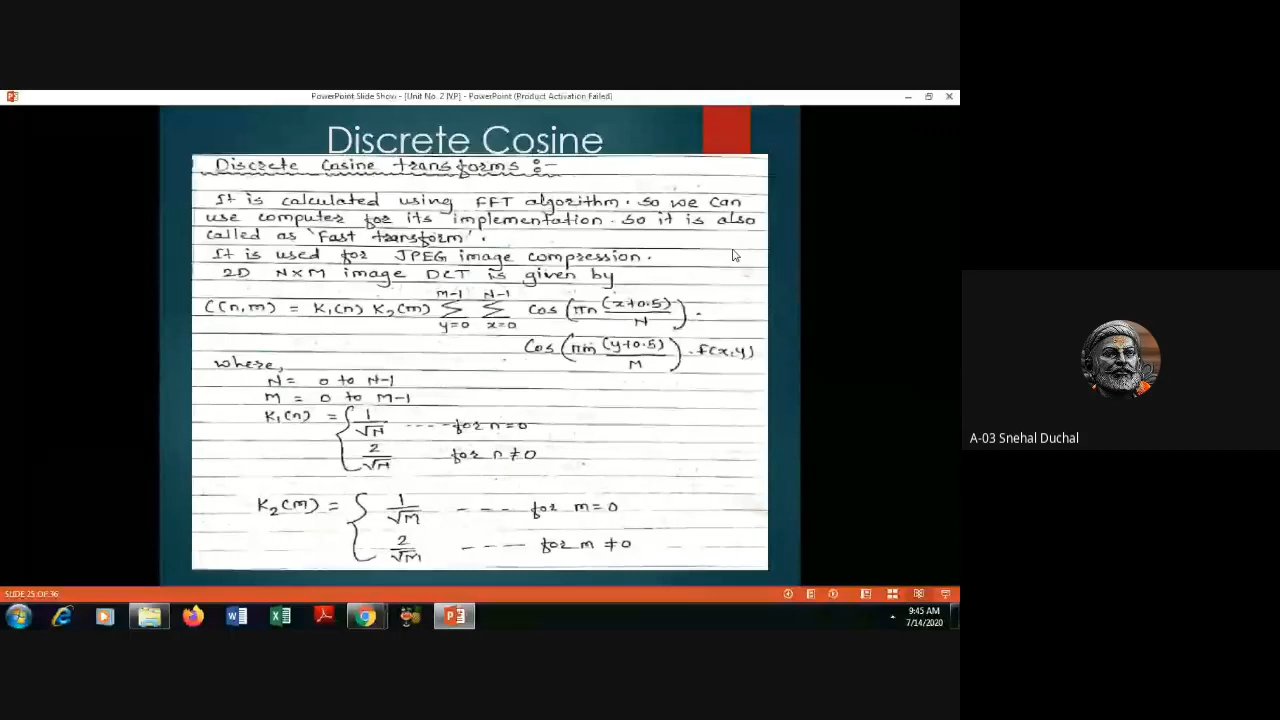 PowerPoint Slide Show - [Unit No. 2 IVP] - PowerPoint (Product Activation Failed)
Discrete Cosine
Discrete Cosine transforms :-
It is calculated using FFT algorithm. so we can
use computer for its implementation. so it is also
called as 'Fast transform'.
It is used for JPEG image compression.
2D N×M image DCT is given by
C(n,m) = K₁(n) K₂(m) M-1 Σ y=0 N-1 Σ x=0 cos (πn (x+0.5)/N) .
cos (πm (y+0.5)/M) . f(x,y)
where,
N = 0 to N-1
M = 0 to M-1
K₁(n) = { 1/√N ---- for n=0
2/√N for n≠0
K₂(m) = { 1/√M --- for m=0
2/√M ---- for m≠0
A-03 Snehal Duchal
SLIDE 25 OF 36
9:45 AM
7/14/2020